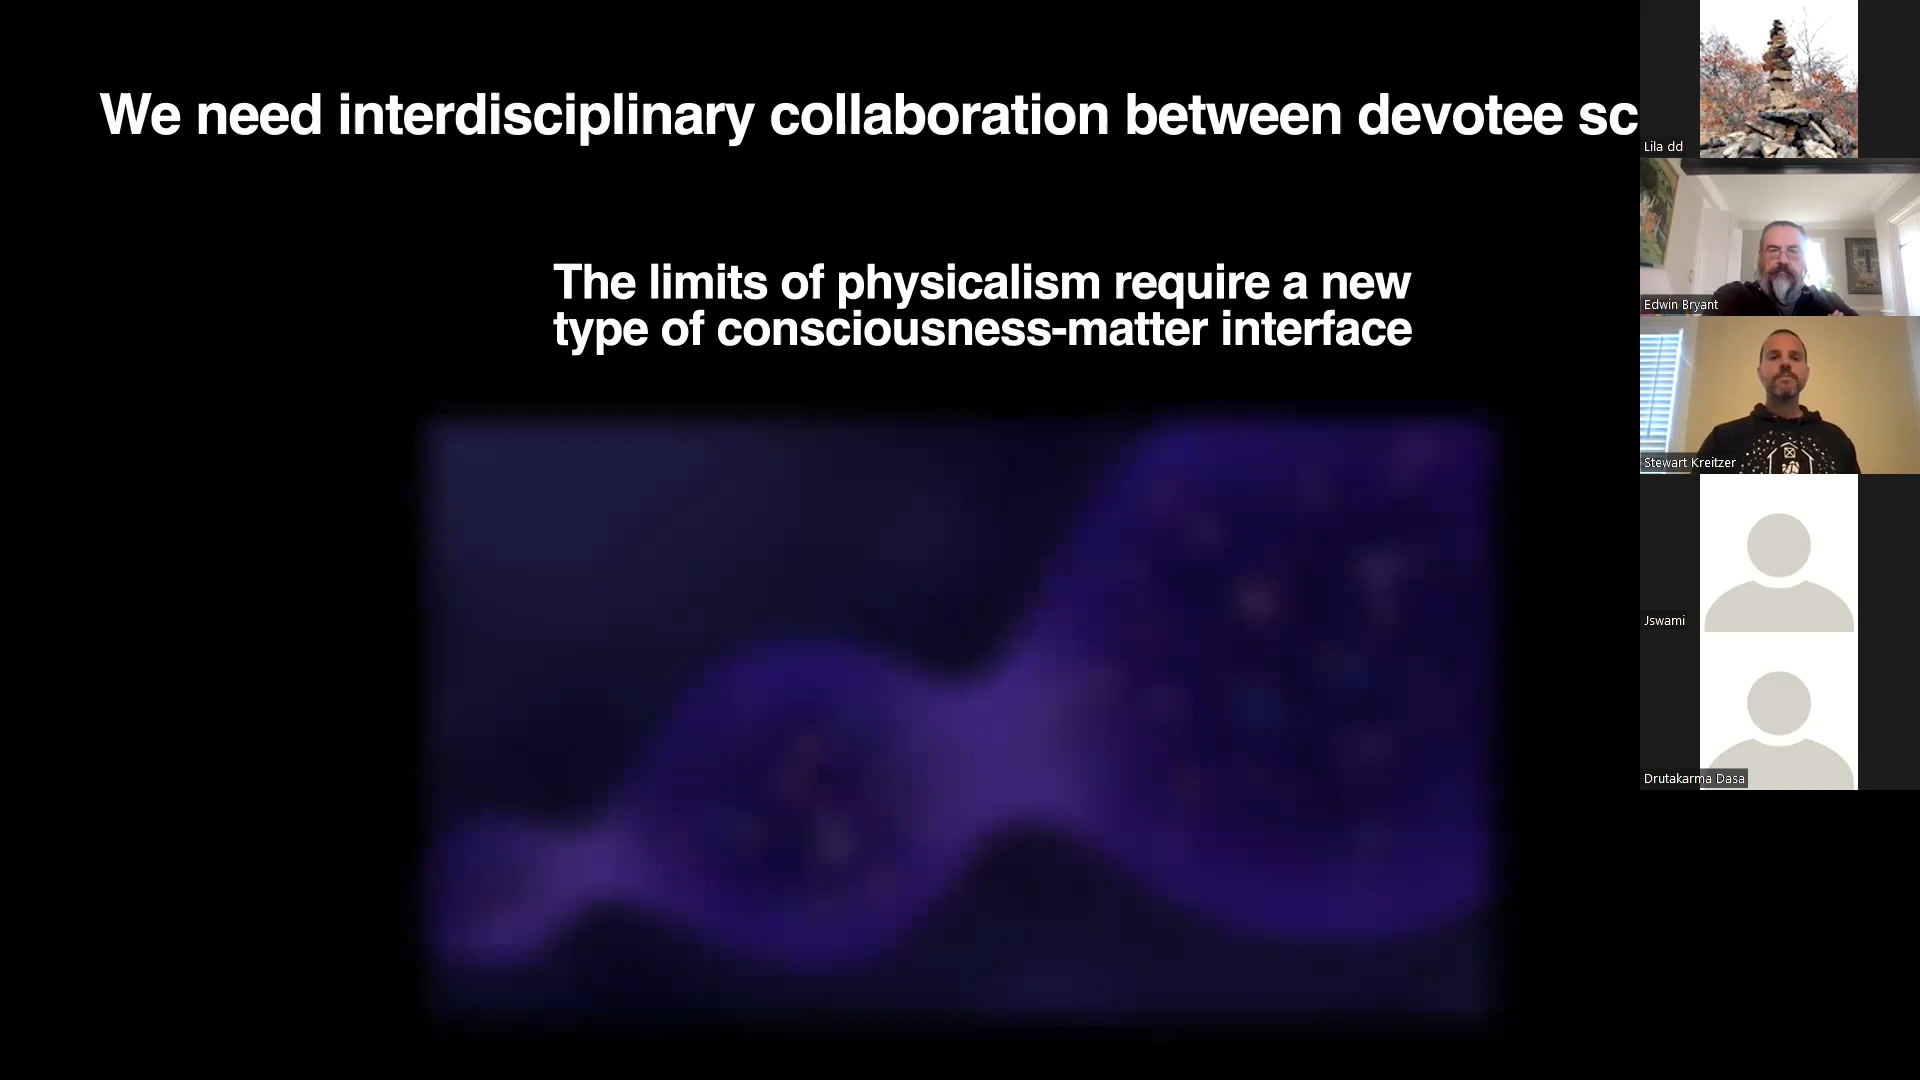 We need interdisciplinary collaboration between devotee sc
The limits of physicalism require a new
type of consciousness-matter interface
Lila dd
Edwin Bryant
Stewart Kreitzer
Jswami
Drutakarma Dasa